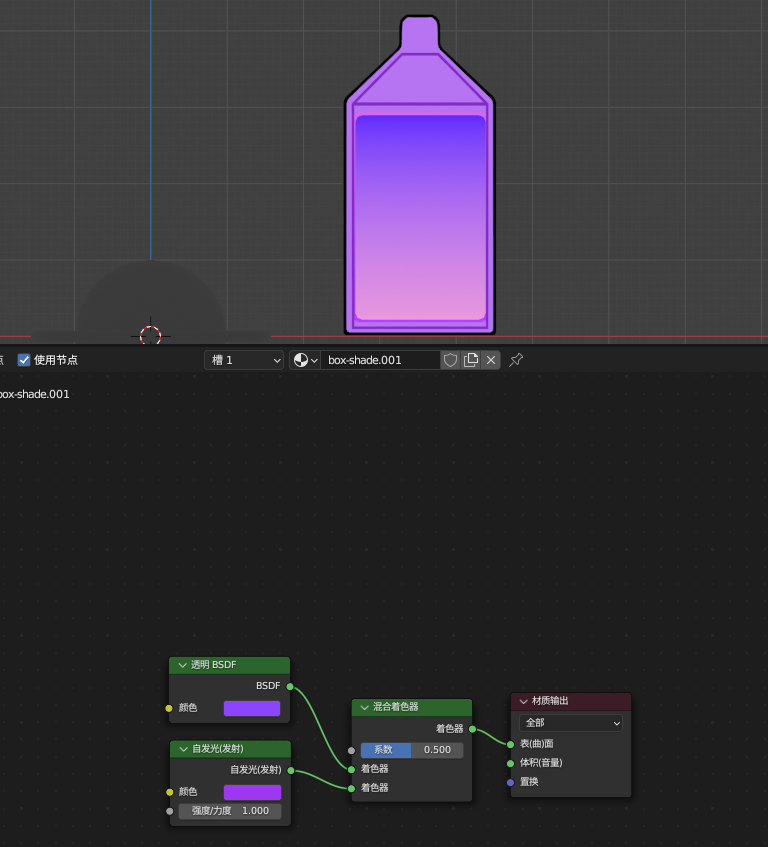 使用节点
槽 1
box-shade.001
box-shade.001
透明 BSDF
BSDF
颜色
自发光(发射)
自发光(发射)
颜色
强度/力度 1.000
混合着色器
着色器
系数 0.500
着色器
着色器
材质输出
全部
表(曲)面
体积(音量)
置换